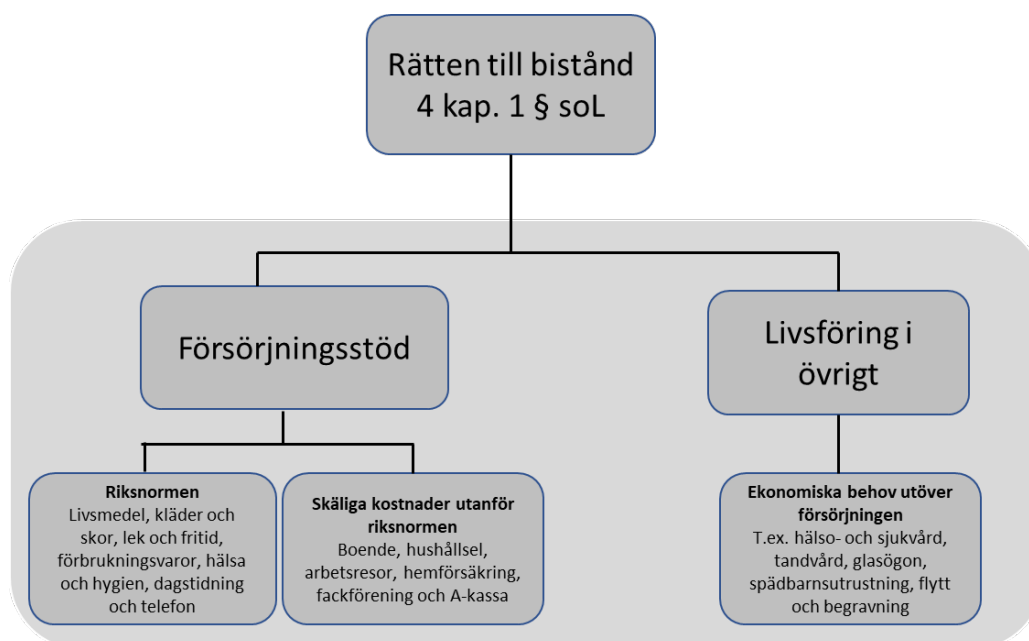 Rätten till bistånd
4 kap. 1 § soL
Försörjningsstöd
Livsföring i
övrigt
Riksnormen
Livsmedel, kläder och
skor, lek och fritid,
förbrukningsvaror, hälsa
och hygien, dagstidning
och telefon
Skäliga kostnader utanför
riksnormen
Boende, hushållsel,
arbetsresor, hemförsäkring,
fackförening och A-kassa
Ekonomiska behov utöver
försörjningen
T.ex. hälso- och sjukvård,
tandvård, glasögon,
spädbarnsutrustning, flytt
och begravning